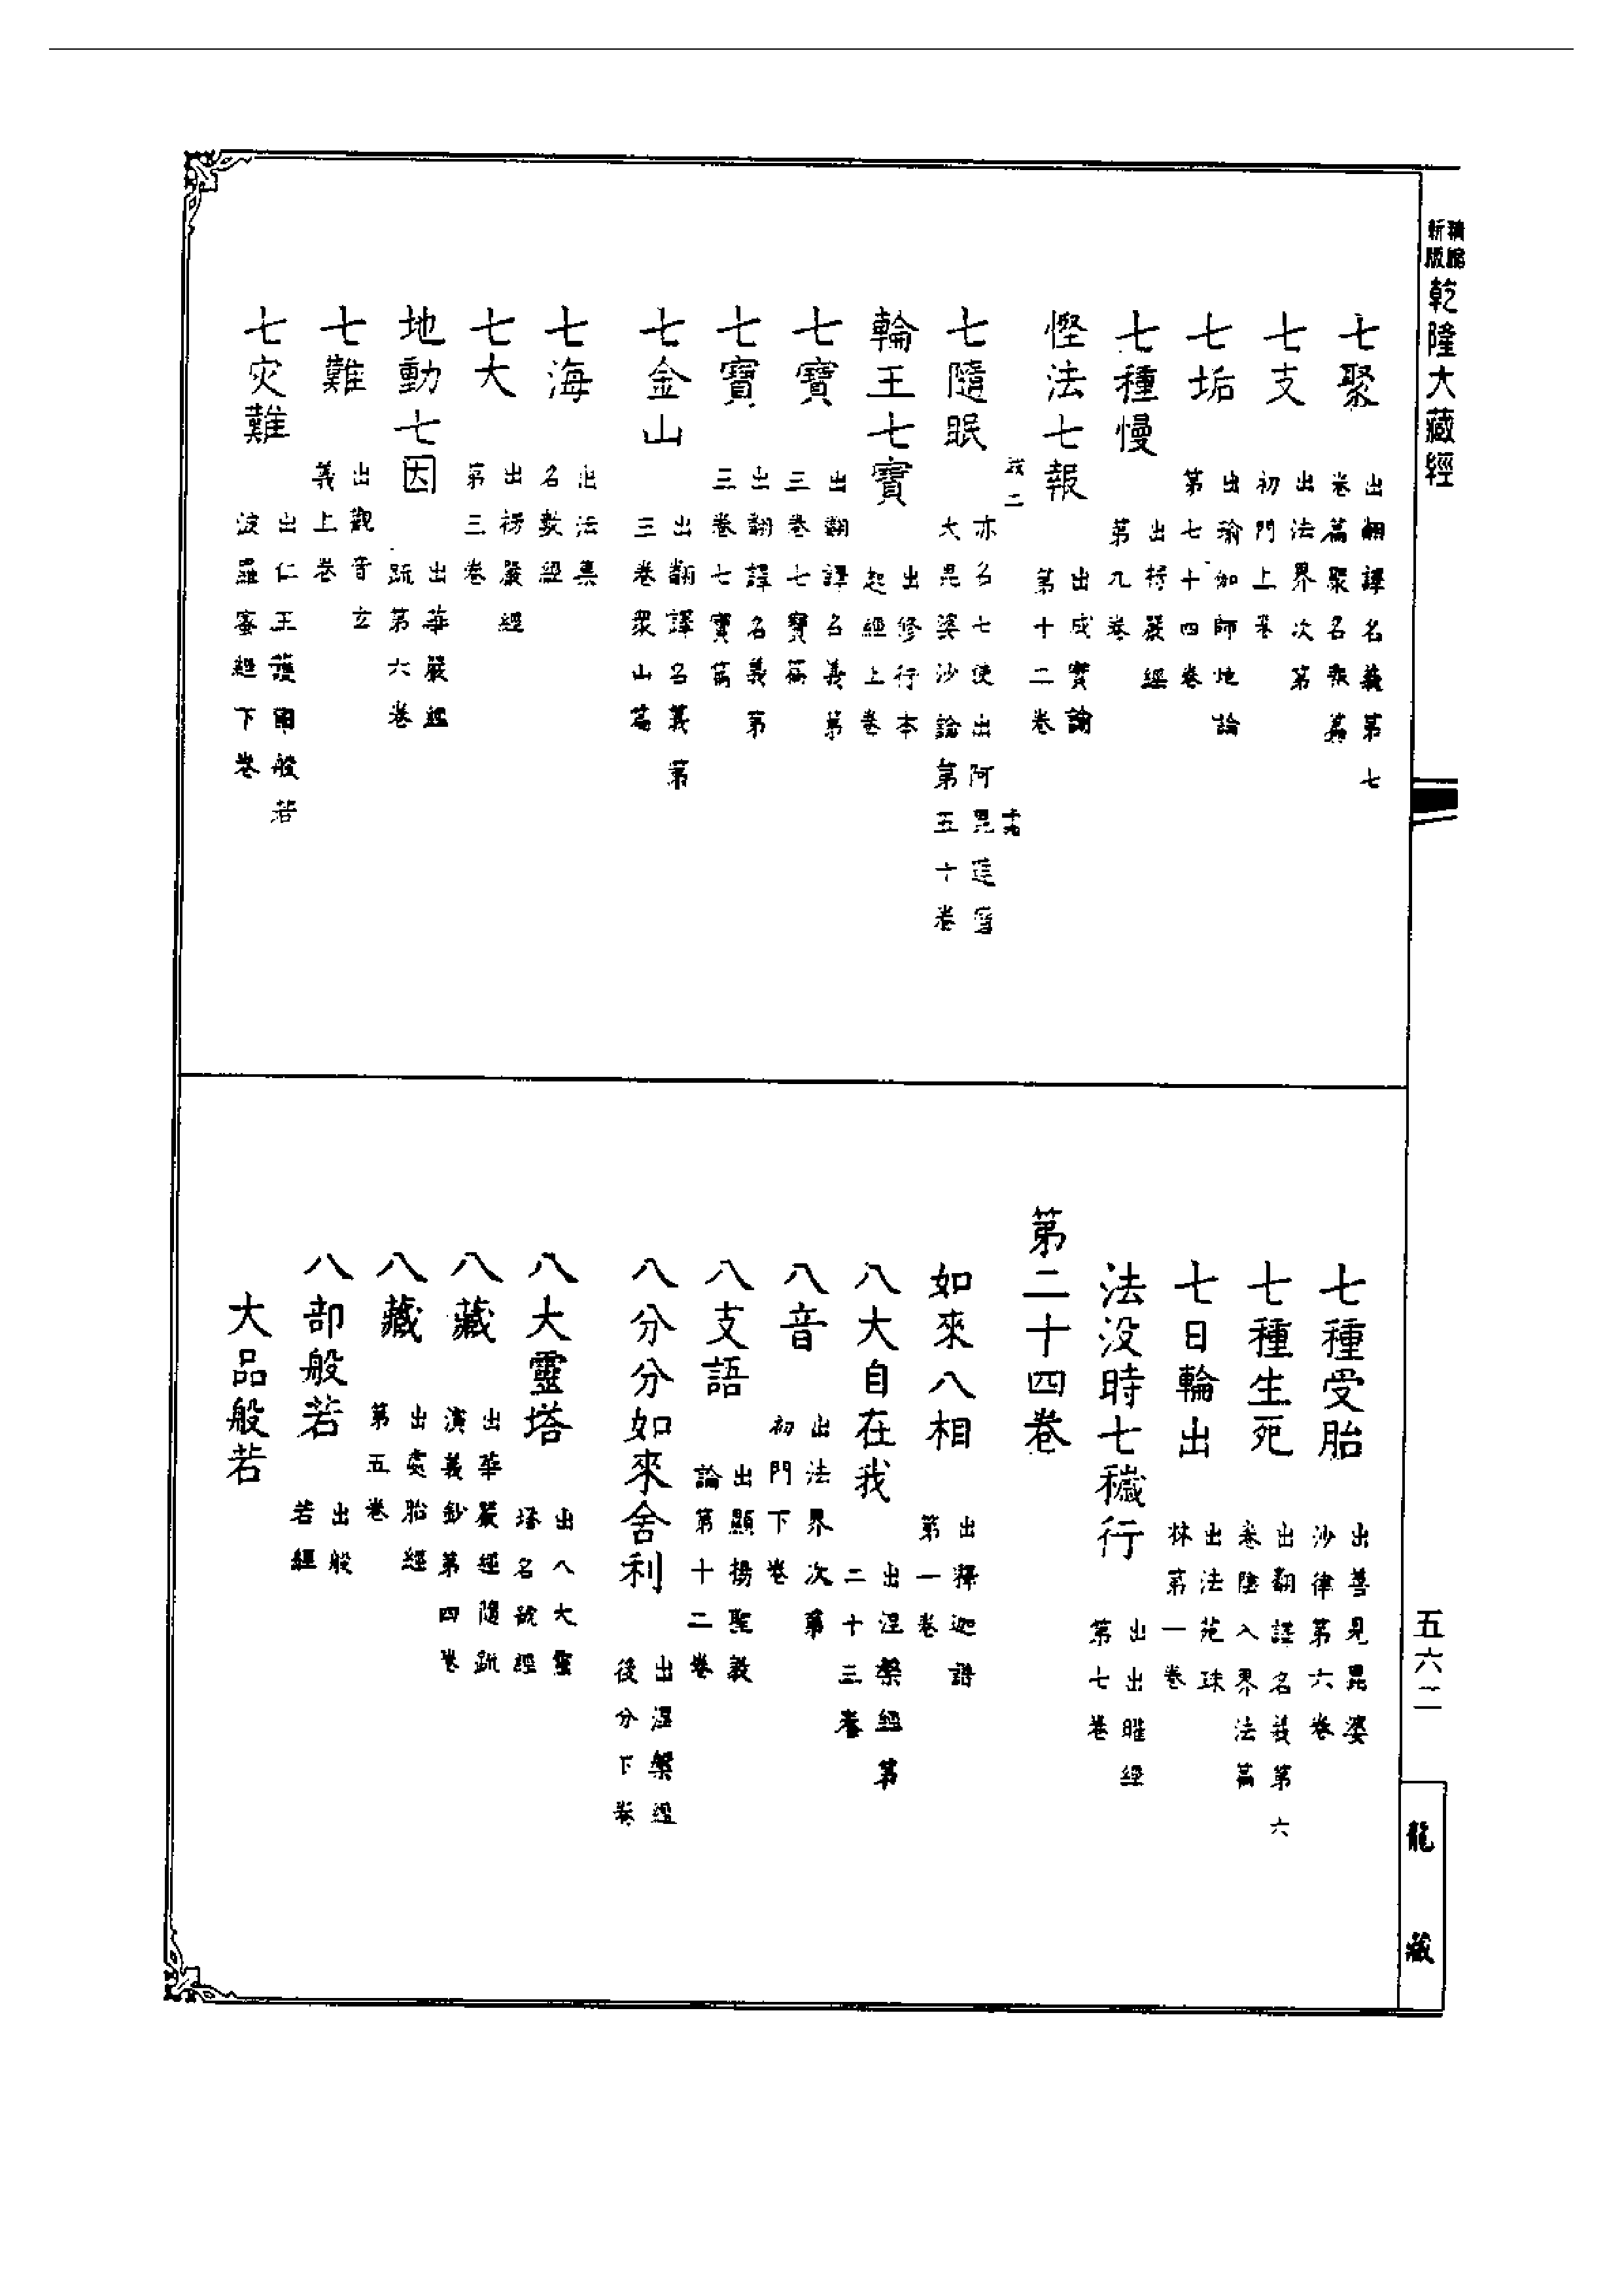 精縮
新版
乾隆大藏經
七聚
出翻譯名義第七
卷篇聚名報篇
七支
出法界次第
初門上卷
七垢
出瑜伽師地論
第七十四卷
七種慢
出楞嚴經
第九卷
慳法七報
出成實論
第十二卷
七隨眠
亦名七使出阿毘達磨
大毘婆沙論第五十卷
輪王七寶
出修行本
起經上卷
七寶
出翻譯名義第
三卷七寶篇
七寶
出翻譯名義第
三卷七寶篇
七金山
出翻譯名義第
三卷眾山篇
七海
出法集
名數經
七大
出楞嚴經
第三卷
地動七因
出華嚴經
疏第六卷
七難
出觀音玄
義上卷
七灾難
出仁王護國般若
波羅蜜經下卷
七種受胎
出善見毘婆
沙律第六卷
七種生死
出翻譯名義第六
卷陰入界法篇
七日輪出
出法苑珠
林第一卷
法没時七穢行
出出曜經
第七卷
第二十四卷
如來八相
出釋迦譜
第一卷
八大自在我
出涅槃經第
二十三卷
八音
出法界次第
初門下卷
八支語
出顯揚聖教
論第十二卷
八分分如來舍利
出涅槃經
後分下卷
八大靈塔
出八大靈
塔名號經
八藏
出華嚴經隨疏
演義鈔第四卷
八藏
出處胎經
第五卷
八部般若
出般
若經
大品般若
五六二
龍藏